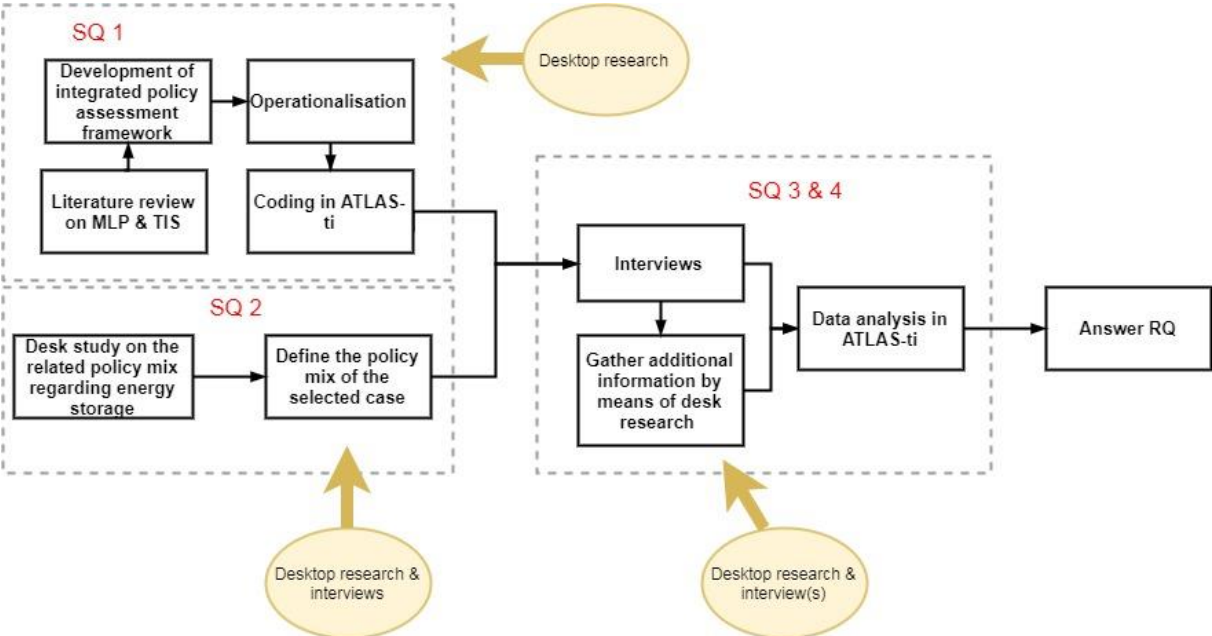 SQ 1
Development of
integrated policy
assessment
framework
Operationalisation
Literature review
on MLP & TIS
Coding in ATLAS-
ti
Desktop research
SQ 2
Desk study on the
related policy mix
regarding energy
storage
Define the policy
mix of the
selected case
Desktop research &
interviews
SQ 3 & 4
Interviews
Gather additional
information by
means of desk
research
Data analysis in
ATLAS-ti
Answer RQ
Desktop research &
interview(s)